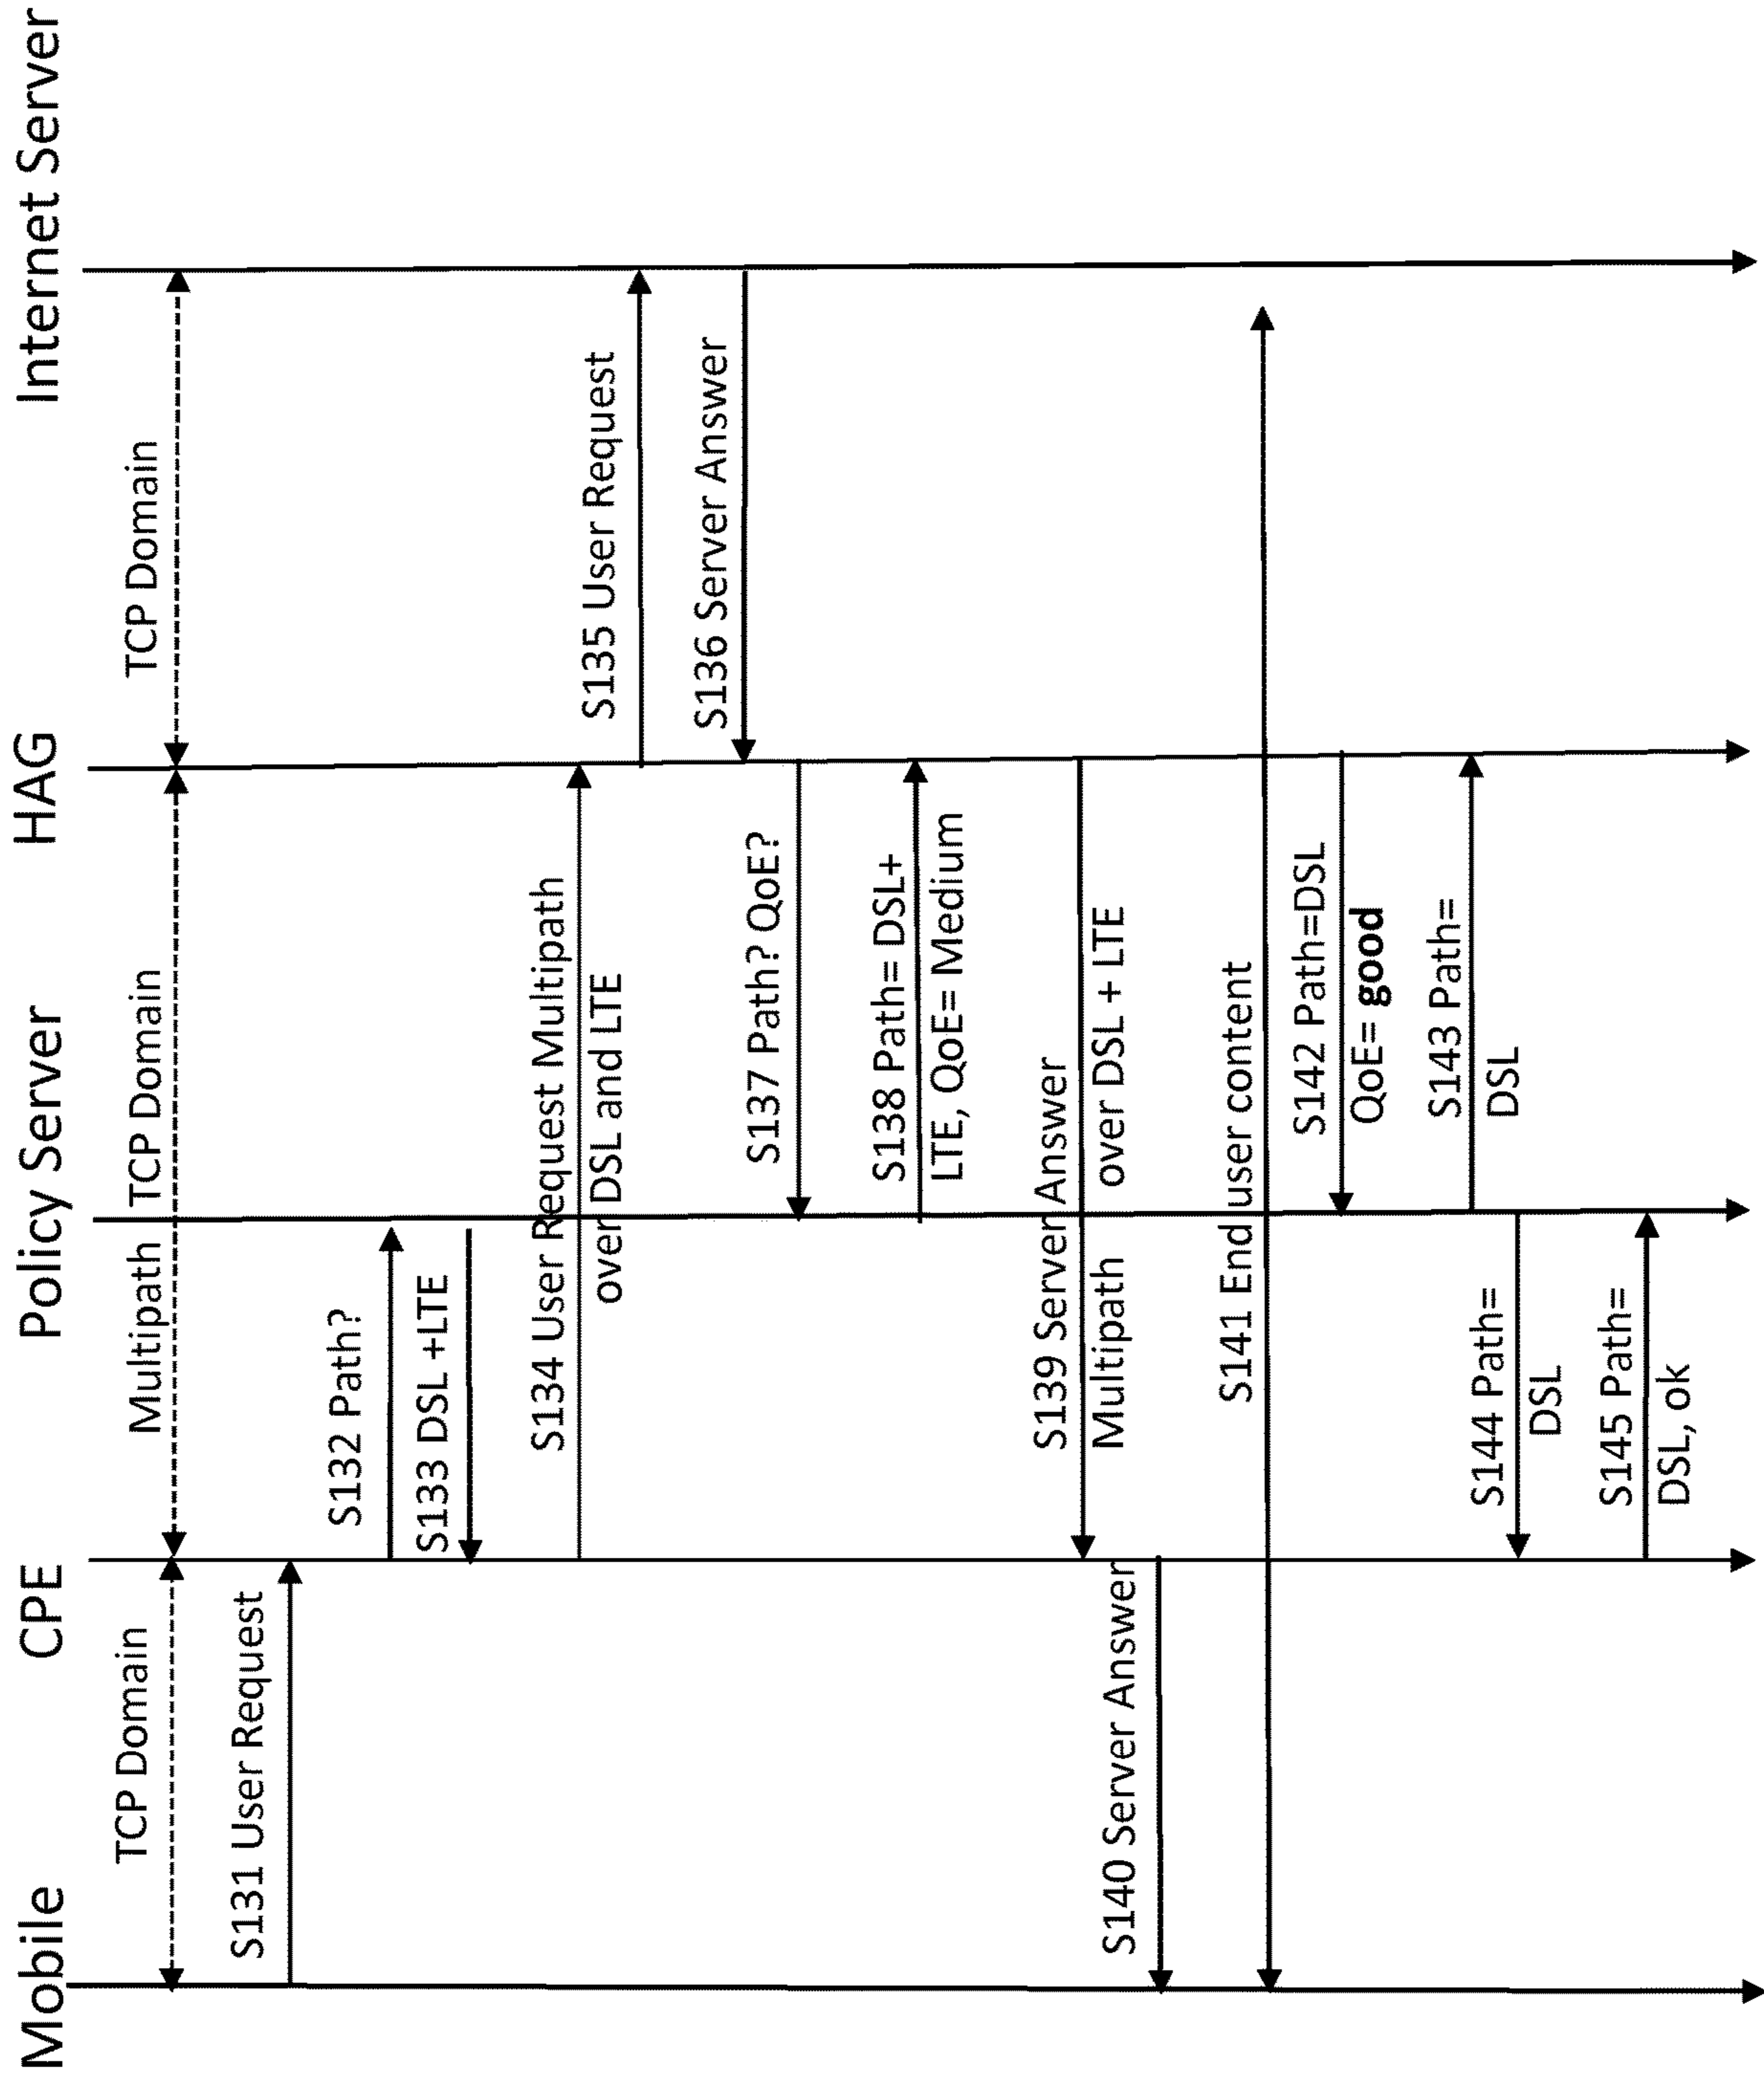 Mobile
CPE
Policy Server
HAG
Internet Server
TCP Domain
Multipath TCP Domain
TCP Domain
S131 User Request
S132 Path?
S133 DSL +LTE
S134 User Request Multipath
over DSL and LTE
S135 User Request
S136 Server Answer
S137 Path? QoE?
S138 Path= DSL+
LTE, QoE= Medium
S139 Server Answer
Multipath over DSL + LTE
S140 Server Answer
S141 End user content
S142 Path=DSL
QoE= good
S143 Path=
DSL
S144 Path=
DSL
S145 Path=
DSL, ok